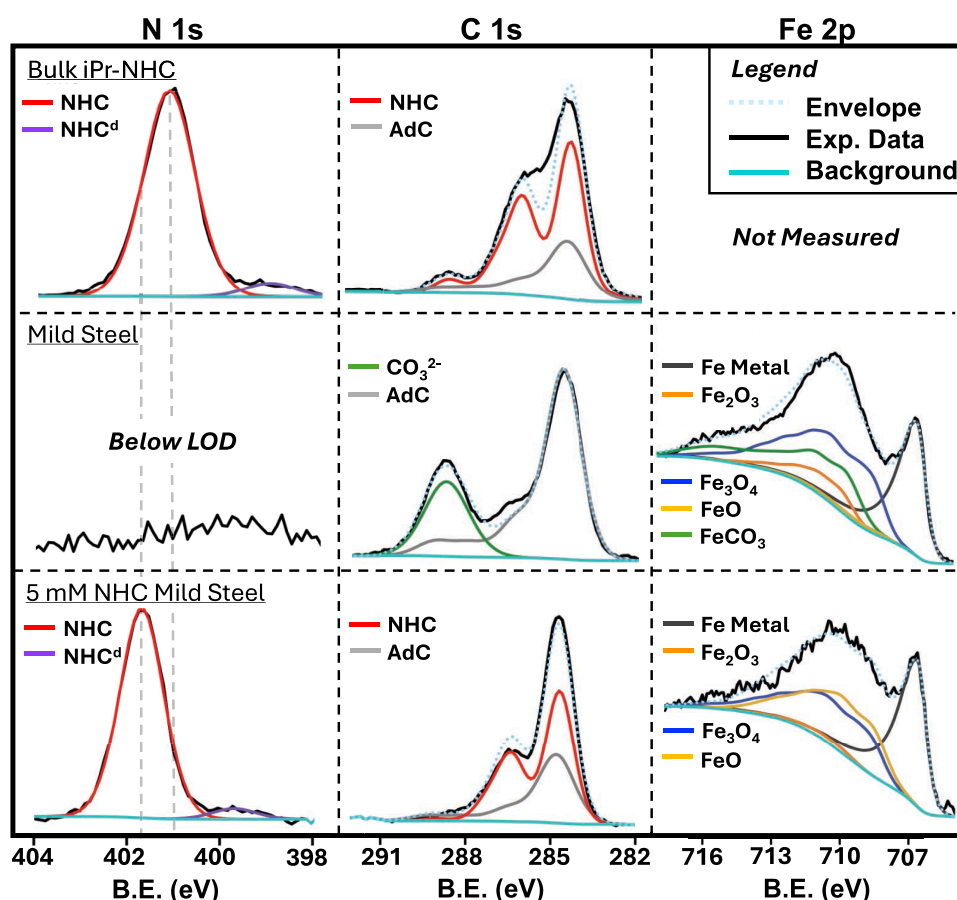 N 1s
C 1s
Fe 2p
Bulk iPr-NHC
NHC
NHCᵈ
NHC
AdC
Legend
Envelope
Exp. Data
Background
Not Measured
Mild Steel
Below LOD
CO₃²⁻
AdC
Fe Metal
Fe₂O₃
Fe₃O₄
FeO
FeCO₃
5 mM NHC Mild Steel
NHC
NHCᵈ
NHC
AdC
Fe Metal
Fe₂O₃
Fe₃O₄
FeO
404 402 400 398
291 288 285 282
716 713 710 707
B.E. (eV)
B.E. (eV)
B.E. (eV)